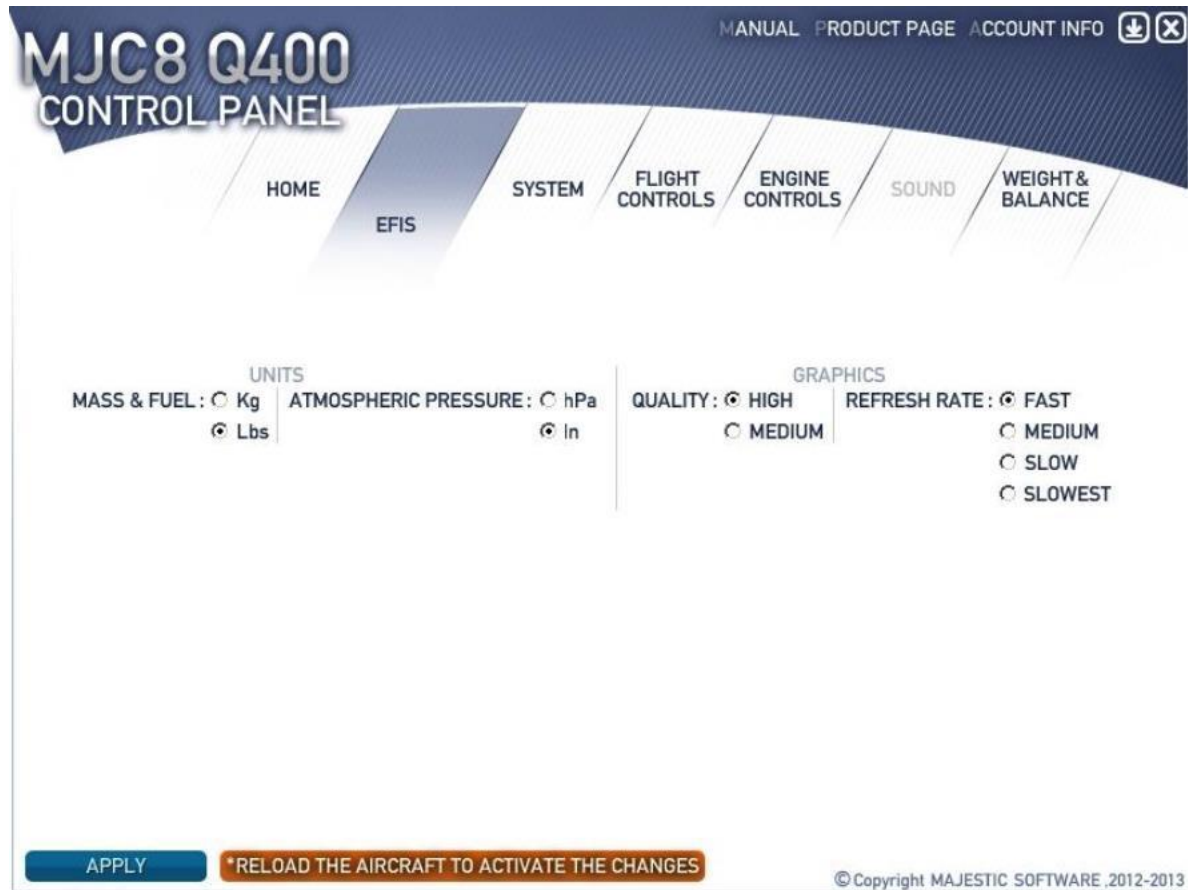 MANUAL PRODUCT PAGE ACCOUNT INFO
MJC8 Q400
CONTROL PANEL
HOME
EFIS
SYSTEM
FLIGHT
CONTROLS
ENGINE
CONTROLS
SOUND
WEIGHT &
BALANCE
UNITS
MASS & FUEL : Kg
Lbs
ATMOSPHERIC PRESSURE : hPa
In
GRAPHICS
QUALITY : HIGH
MEDIUM
REFRESH RATE : FAST
MEDIUM
SLOW
SLOWEST
APPLY
*RELOAD THE AIRCRAFT TO ACTIVATE THE CHANGES
© Copyright MAJESTIC SOFTWARE ,2012-2013